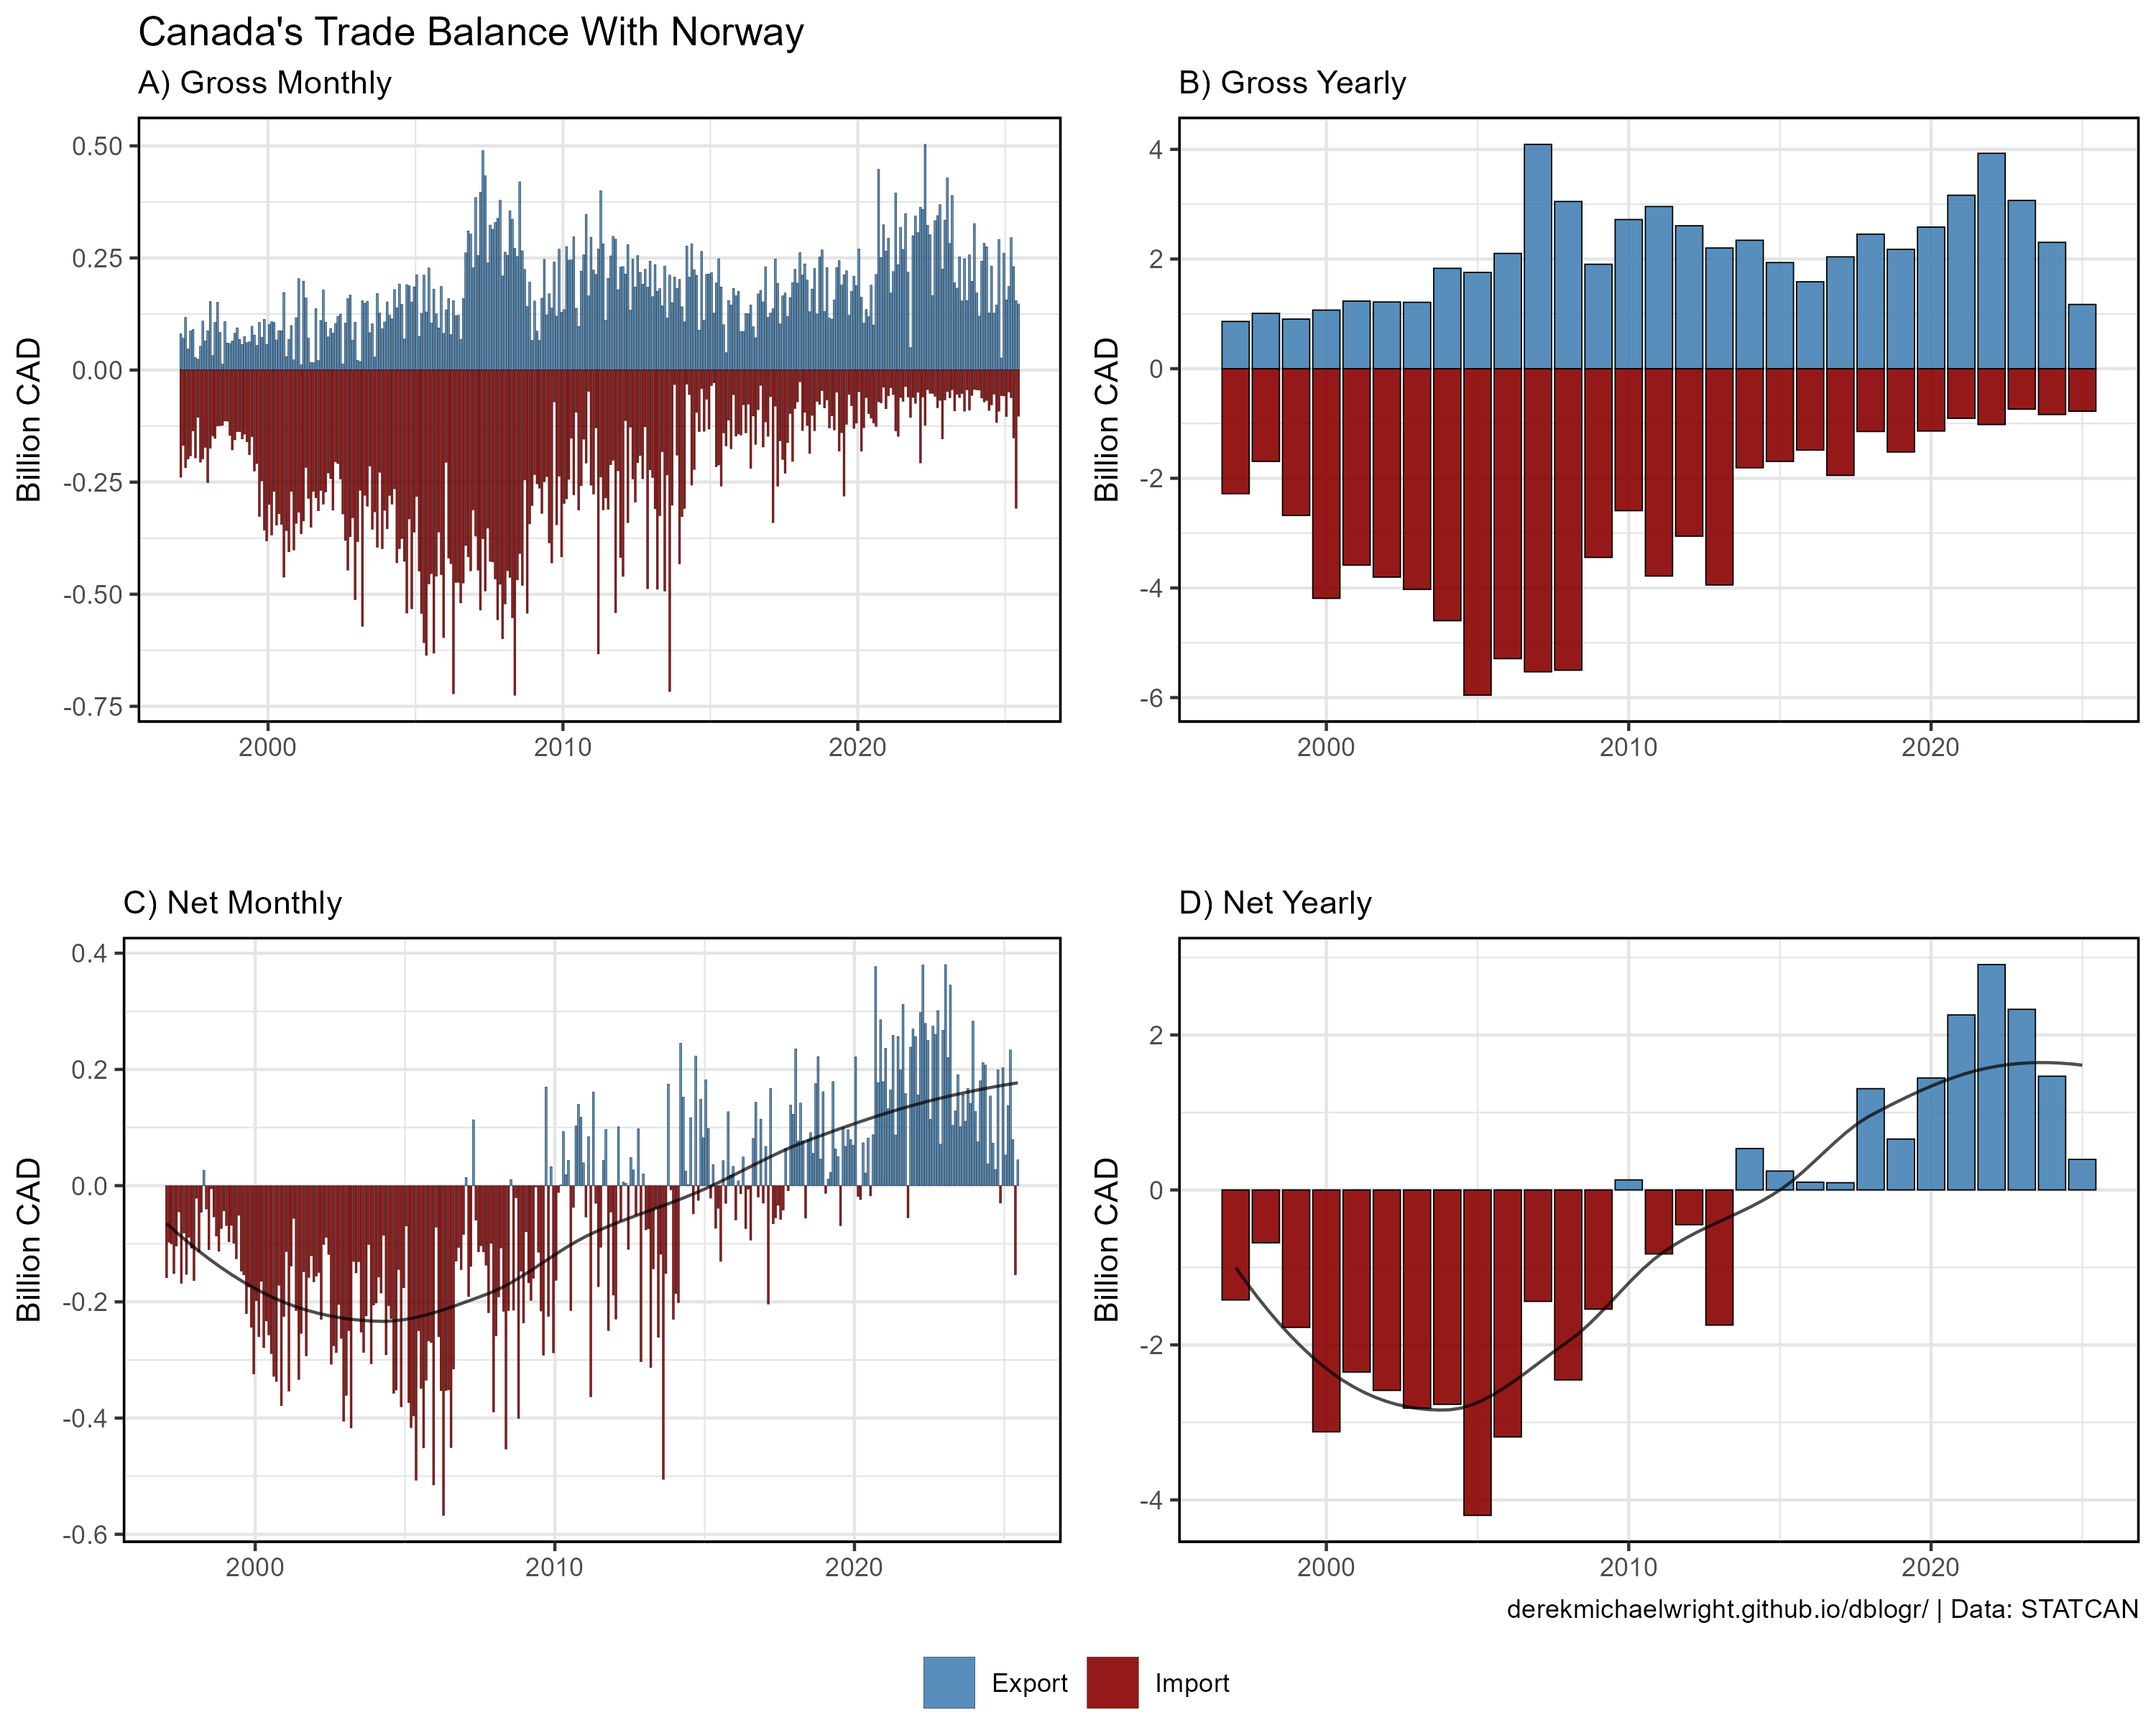 Canada's Trade Balance With Norway
A) Gross Monthly
Billion CAD
0.50
0.25
0.00
-0.25
-0.50
-0.75
2000
2010
2020
B) Gross Yearly
Billion CAD
4
2
0
-2
-4
-6
2000
2010
2020
C) Net Monthly
Billion CAD
0.4
0.2
0.0
-0.2
-0.4
-0.6
2000
2010
2020
D) Net Yearly
Billion CAD
2
0
-2
-4
2000
2010
2020
derekmichaelwright.github.io/dblogr/ | Data: STATCAN
Export
Import